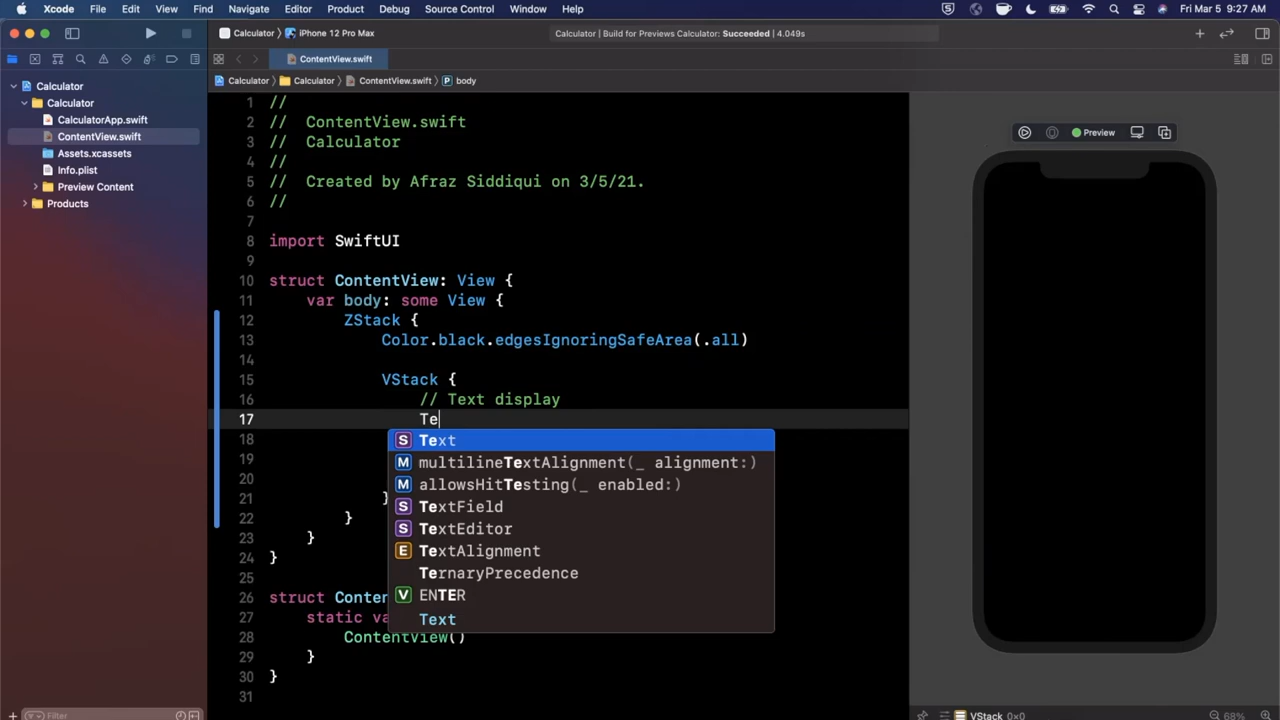 Xcode File Edit View Find Navigate Editor Product Debug Source Control Window Help Fri Mar 5 9:27 AM
Calculator iPhone 12 Pro Max Calculator | Build for Previews Calculator: Succeeded | 4.049s
ContentView.swift
Calculator Calculator ContentView.swift P body
Calculator
Calculator
CalculatorApp.swift
ContentView.swift
Assets.xcassets
Info.plist
Preview Content
Products
Filter
1 //
2 // ContentView.swift
3 // Calculator
4 //
5 // Created by Afraz Siddiqui on 3/5/21.
6 //
7
8 import SwiftUI
9
10 struct ContentView: View {
11 var body: some View {
12 ZStack {
13 Color.black.edgesIgnoringSafeArea(.all)
14
15 VStack {
16 // Text display
17 Te
18
19
20
21 }
22 }
23 }
24 }
25
26 struct Conte
27 static va
28 ContentView()
29 }
30 }
31
S Text
M multilineTextAlignment(_ alignment:)
M allowsHitTesting(_ enabled:)
S TextField
S TextEditor
E TextAlignment
TernaryPrecedence
V ENTER
Text
Preview
VStack 0×0
68%